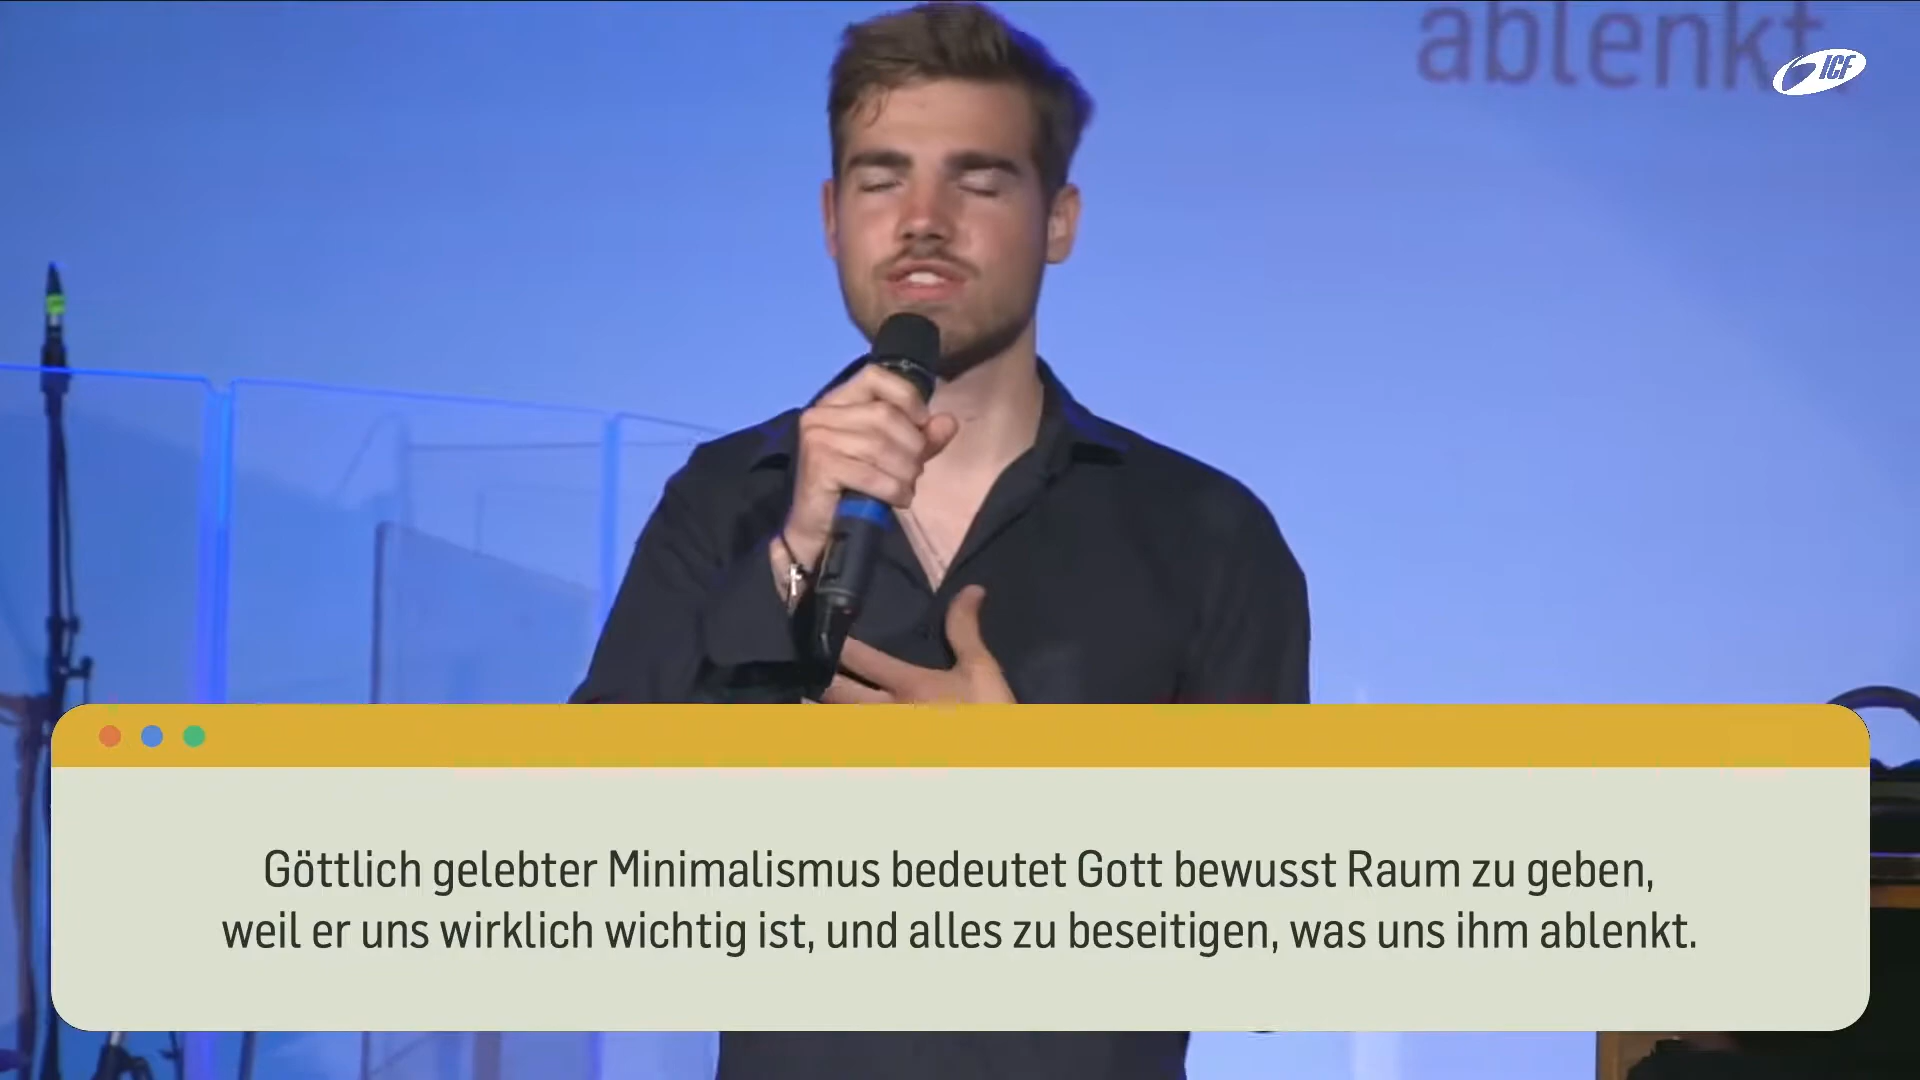 ablenkt
ICF
Göttlich gelebter Minimalismus bedeutet Gott bewusst Raum zu geben,
weil er uns wirklich wichtig ist, und alles zu beseitigen, was uns ihm ablenkt.